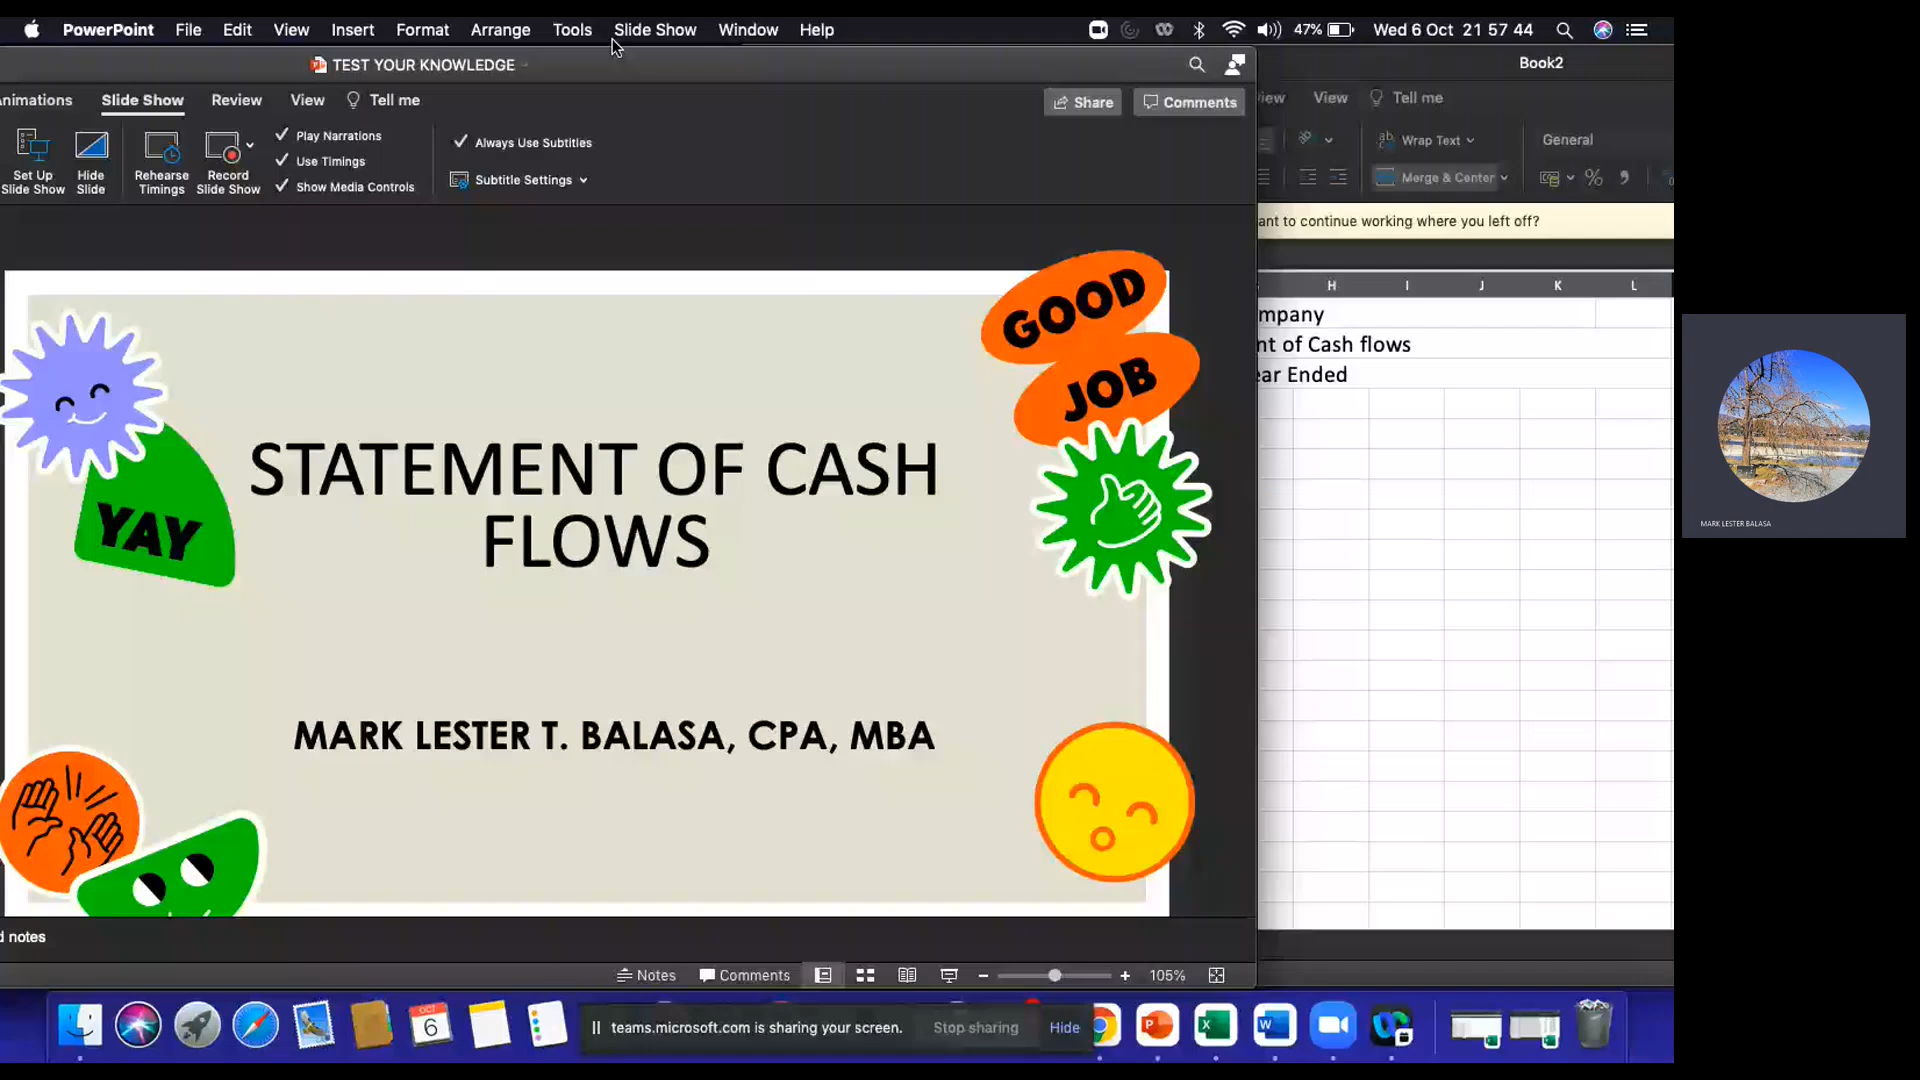 PowerPoint File Edit View Insert Format Arrange Tools Slide Show Window Help 47% Wed 6 Oct 21 57 44
TEST YOUR KNOWLEDGE
Book2
nimations Slide Show Review View Tell me
Share Comments
iew View Tell me
Set Up
Slide Show
Hide
Slide
Rehearse
Timings
Record
Slide Show
Play Narrations
Use Timings
Show Media Controls
Always Use Subtitles
Subtitle Settings
Wrap Text
General
Merge & Center
%
ant to continue working where you left off?
H I J K L
mpany
nt of Cash flows
ear Ended
GOOD
JOB
YAY
STATEMENT OF CASH
FLOWS
MARK LESTER T. BALASA, CPA, MBA
MARK LESTER BALASA
d notes
Notes Comments 105%
OCT
6
teams.microsoft.com is sharing your screen. Stop sharing Hide